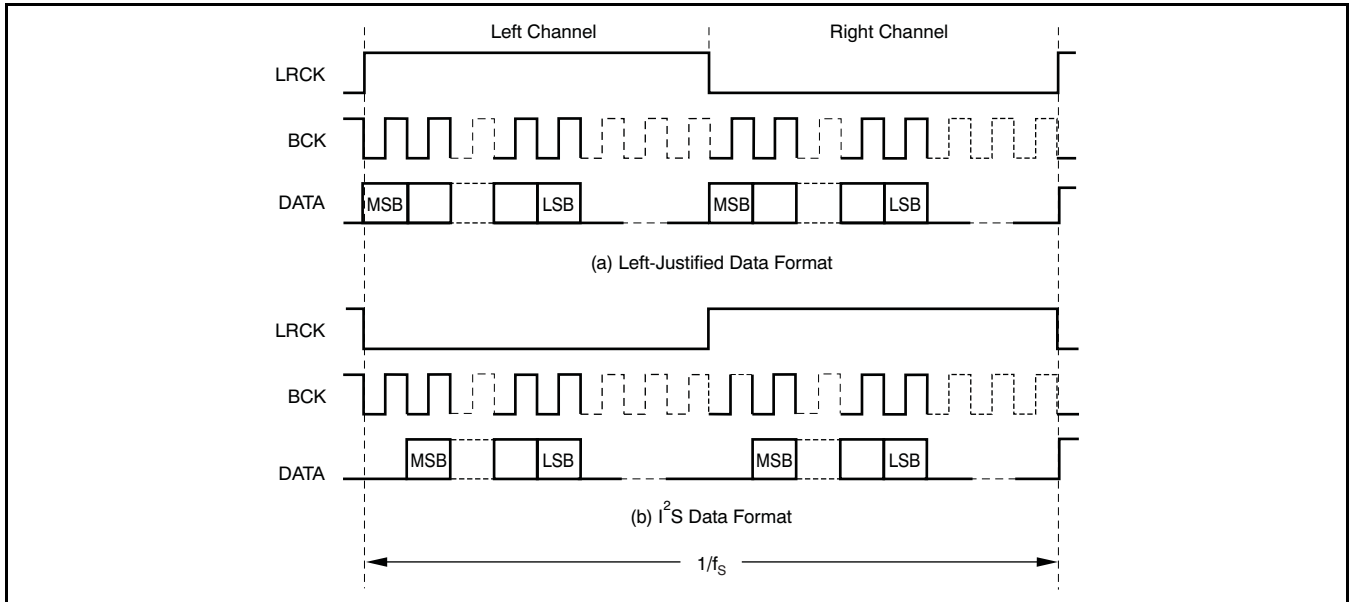 Left Channel Right Channel
LRCK
BCK
DATA MSB LSB MSB LSB
(a) Left-Justified Data Format
LRCK
BCK
DATA MSB LSB MSB LSB
(b) I²S Data Format
1/fS